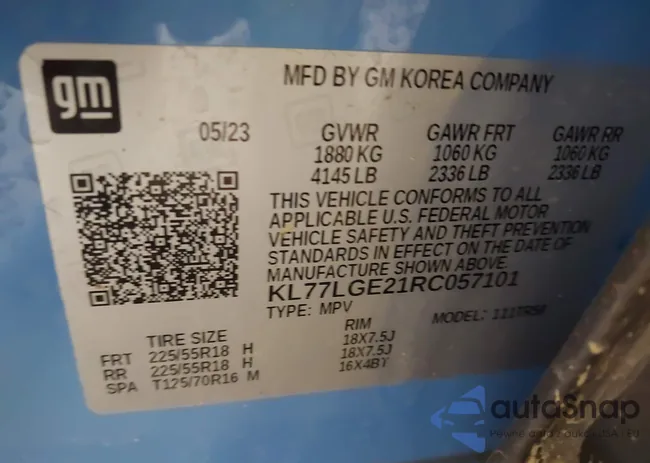 gm
MFD BY GM KOREA COMPANY
05/23 GVWR GAWR FRT GAWR RR
1880 KG 1060 KG 1060 KG
4145 LB 2336 LB 2336 LB
THIS VEHICLE CONFORMS TO ALL
APPLICABLE U.S. FEDERAL MOTOR
VEHICLE SAFETY AND THEFT PREVENTION
STANDARDS IN EFFECT ON THE DATE OF
MANUFACTURE SHOWN ABOVE.
KL77LGE21RC057101
TYPE: MPV MODEL:
TIRE SIZE RIM
FRT 225/55R18 H 18X7.5J
RR 225/55R18 H 18X7.5J
SPA T125/70R16 M 16X4BY
autaSnap